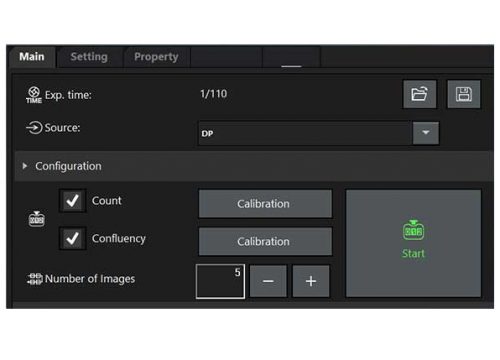 Main Setting Property
TIME Exp. time: 1/110
Source: DP
Configuration
Count Calibration
Confluency Calibration
Start
Number of Images 5 − +